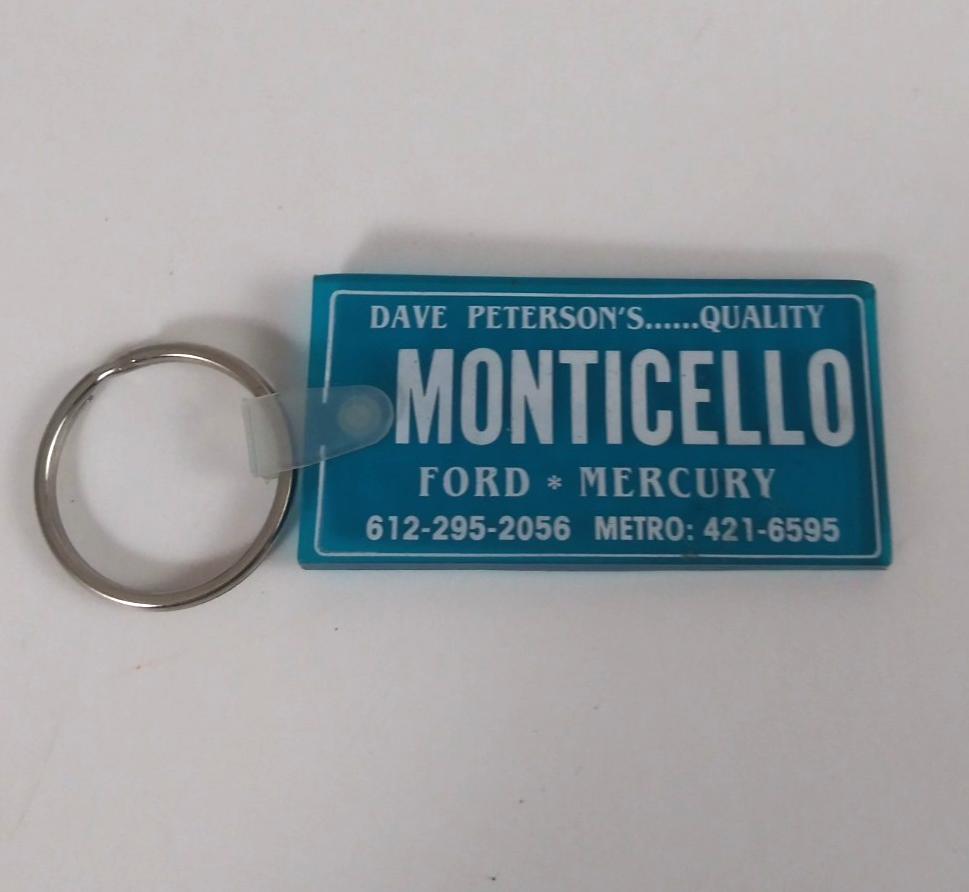 DAVE PETERSON'S......QUALITY
MONTICELLO
FORD * MERCURY
612-295-2056 METRO: 421-6595